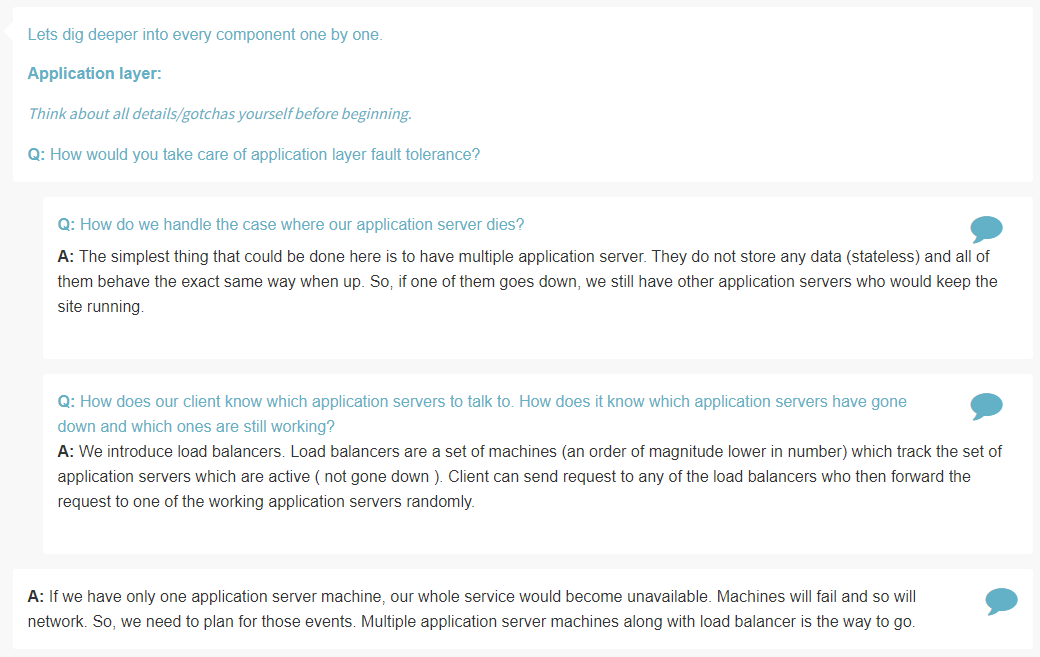 Lets dig deeper into every component one by one.
Application layer:
Think about all details/gotchas yourself before beginning.
Q: How would you take care of application layer fault tolerance?
Q: How do we handle the case where our application server dies?
A: The simplest thing that could be done here is to have multiple application server. They do not store any data (stateless) and all of
them behave the exact same way when up. So, if one of them goes down, we still have other application servers who would keep the
site running.
Q: How does our client know which application servers to talk to. How does it know which application servers have gone
down and which ones are still working?
A: We introduce load balancers. Load balancers are a set of machines (an order of magnitude lower in number) which track the set of
application servers which are active ( not gone down ). Client can send request to any of the load balancers who then forward the
request to one of the working application servers randomly.
A: If we have only one application server machine, our whole service would become unavailable. Machines will fail and so will
network. So, we need to plan for those events. Multiple application server machines along with load balancer is the way to go.